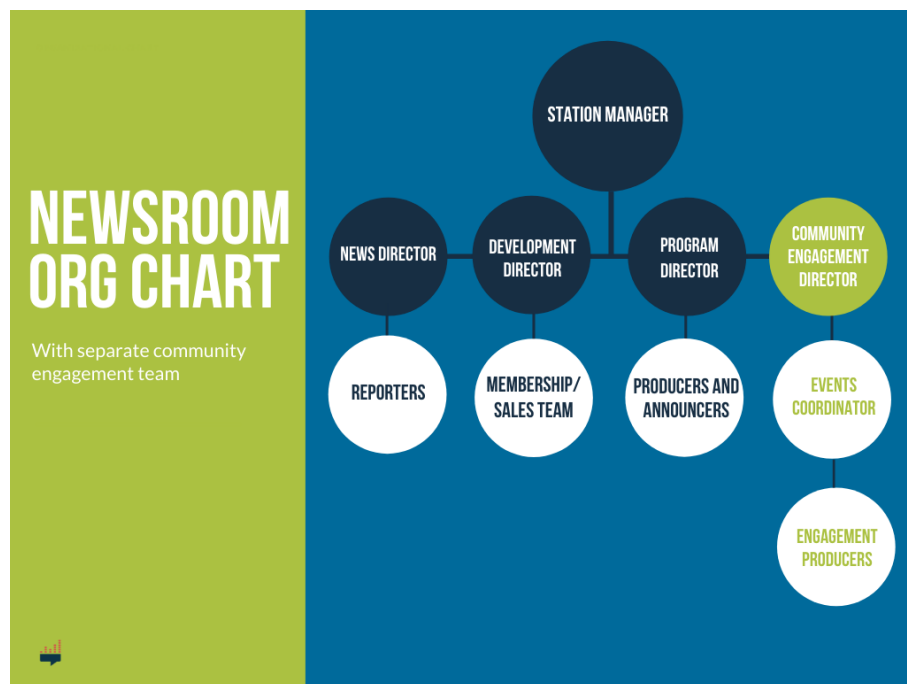 NEWSROOM
ORG CHART
With separate community
engagement team
STATION MANAGER
NEWS DIRECTOR
DEVELOPMENT
DIRECTOR
PROGRAM
DIRECTOR
COMMUNITY
ENGAGEMENT
DIRECTOR
REPORTERS
MEMBERSHIP/
SALES TEAM
PRODUCERS AND
ANNOUNCERS
EVENTS
COORDINATOR
ENGAGEMENT
PRODUCERS